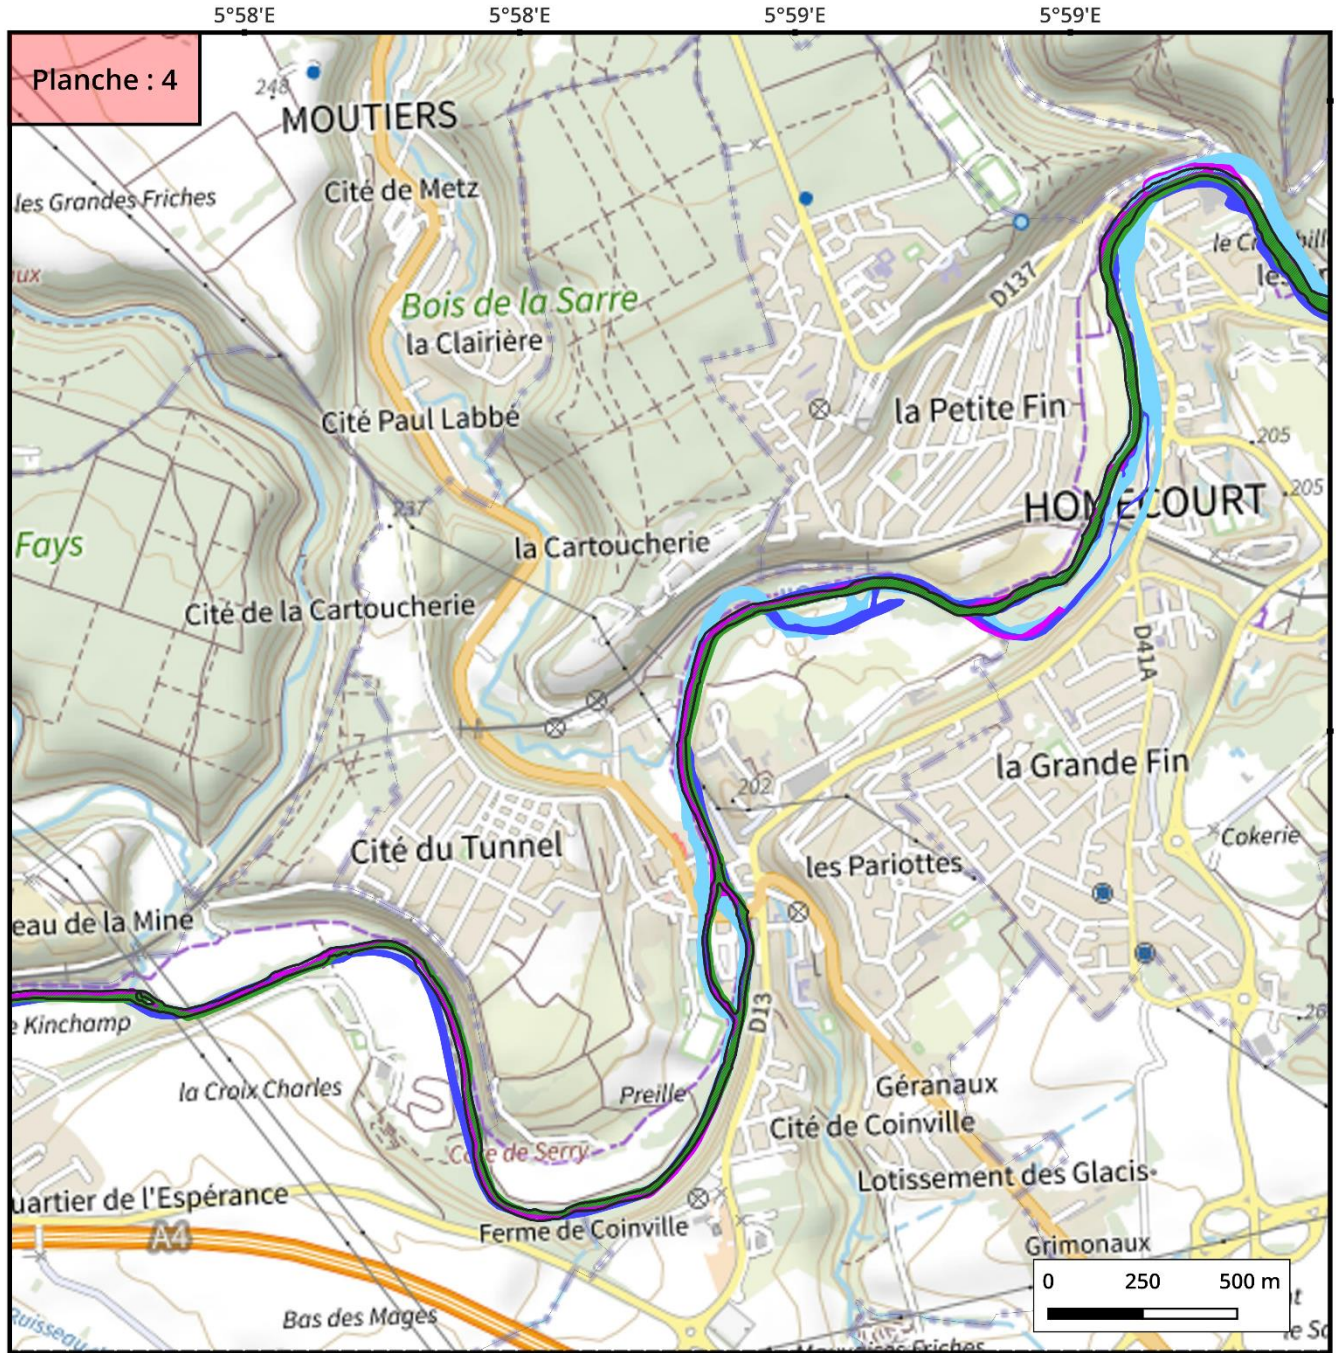 5°58'E 5°58'E 5°59'E 5°59'E
Planche : 4
248
MOUTIERS
Cité de Metz
les Grandes Friches
D137
Bois de la Sarre
la Clairière
la Petite Fin
Cité Paul Labbé
205
237
205
Fays
la Cartoucherie
Cité de la Cartoucherie
D41A
la Grande Fin
202
Cité du Tunnel
les Pariottes
Cokerie
eau de la Mine
Kinchamp
D13
la Croix Charles
Preille
Géranaux
Cité de Coinville
Lotissement des Glacis
uartier de l'Espérance
A4
Ferme de Coinville
Grimonaux
0 250 500 m
Bas des Mages
Ruisseau